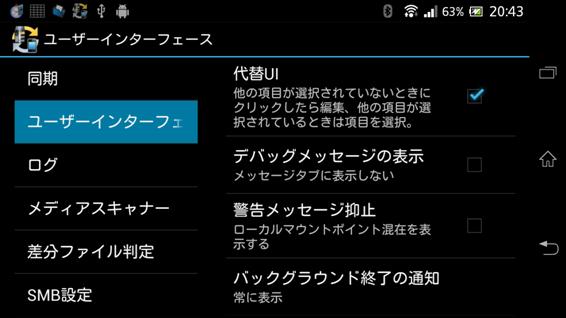 63% 20:43
ユーザーインターフェース
同期
ユーザーインターフェ
ログ
メディアスキャナー
差分ファイル判定
SMB設定
代替UI
他の項目が選択されていないときに
クリックしたら編集、他の項目が選
択されているときは項目を選択。
デバッグメッセージの表示
メッセージタブに表示しない
警告メッセージ抑止
ローカルマウントポイント混在を表
示する
バックグラウンド終了の通知
常に表示